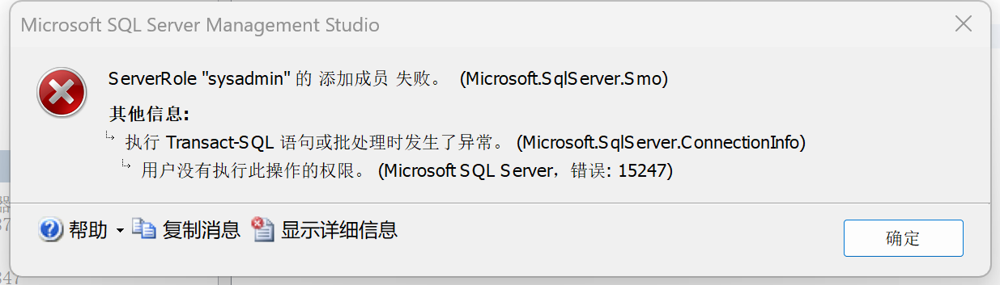 Microsoft SQL Server Management Studio
ServerRole "sysadmin" 的 添加成员 失败。 (Microsoft.SqlServer.Smo)
其他信息:
执行 Transact-SQL 语句或批处理时发生了异常。 (Microsoft.SqlServer.ConnectionInfo)
用户没有执行此操作的权限。 (Microsoft SQL Server，错误: 15247)
器
帮助
复制消息
显示详细信息
确定
347